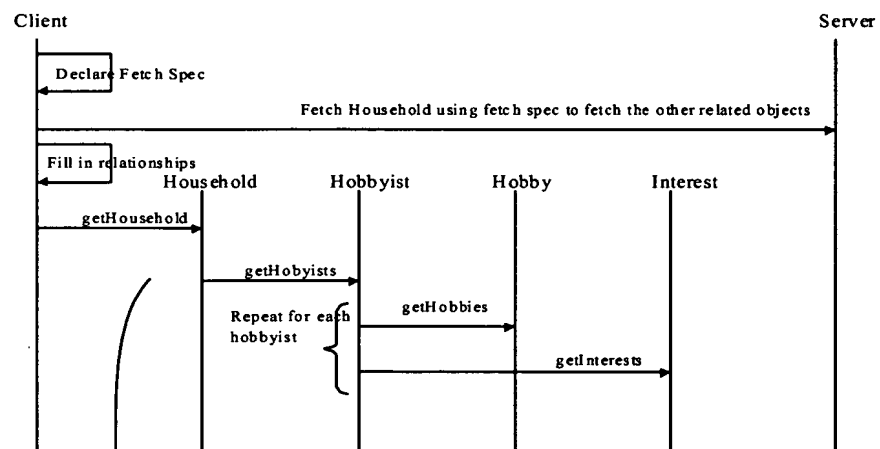 Client
Server
Declare Fetch Spec
Fetch Household using fetch spec to fetch the other related objects
Fill in relationships
Household
Hobbyist
Hobby
Interest
getHousehold
getHobyists
Repeat for each
hobbyist
getHobbies
getInterests